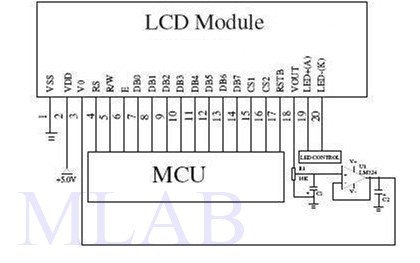 LCD Module
VSS
VDD
V0
RS
R/W
E
DB0
DB1
DB2
DB3
DB4
DB5
DB6
DB7
CS1
CS2
RSTB
VOUT
LED+(A)
LED-(K)
1
2
3
4
5
6
7
8
9
10
11
12
13
14
15
16
17
18
19
20
+5.0V
MCU
LED-CONTROL
R1
10K
C1
U1
LM324
C2
MLAB